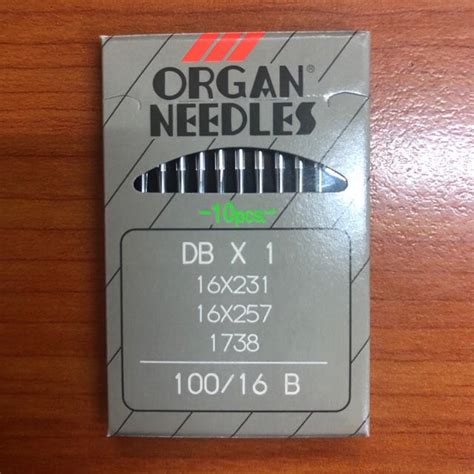 ORGAN®
NEEDLES
-10pcs.-
DB X 1
16X231
16X257
1738
100/16 B